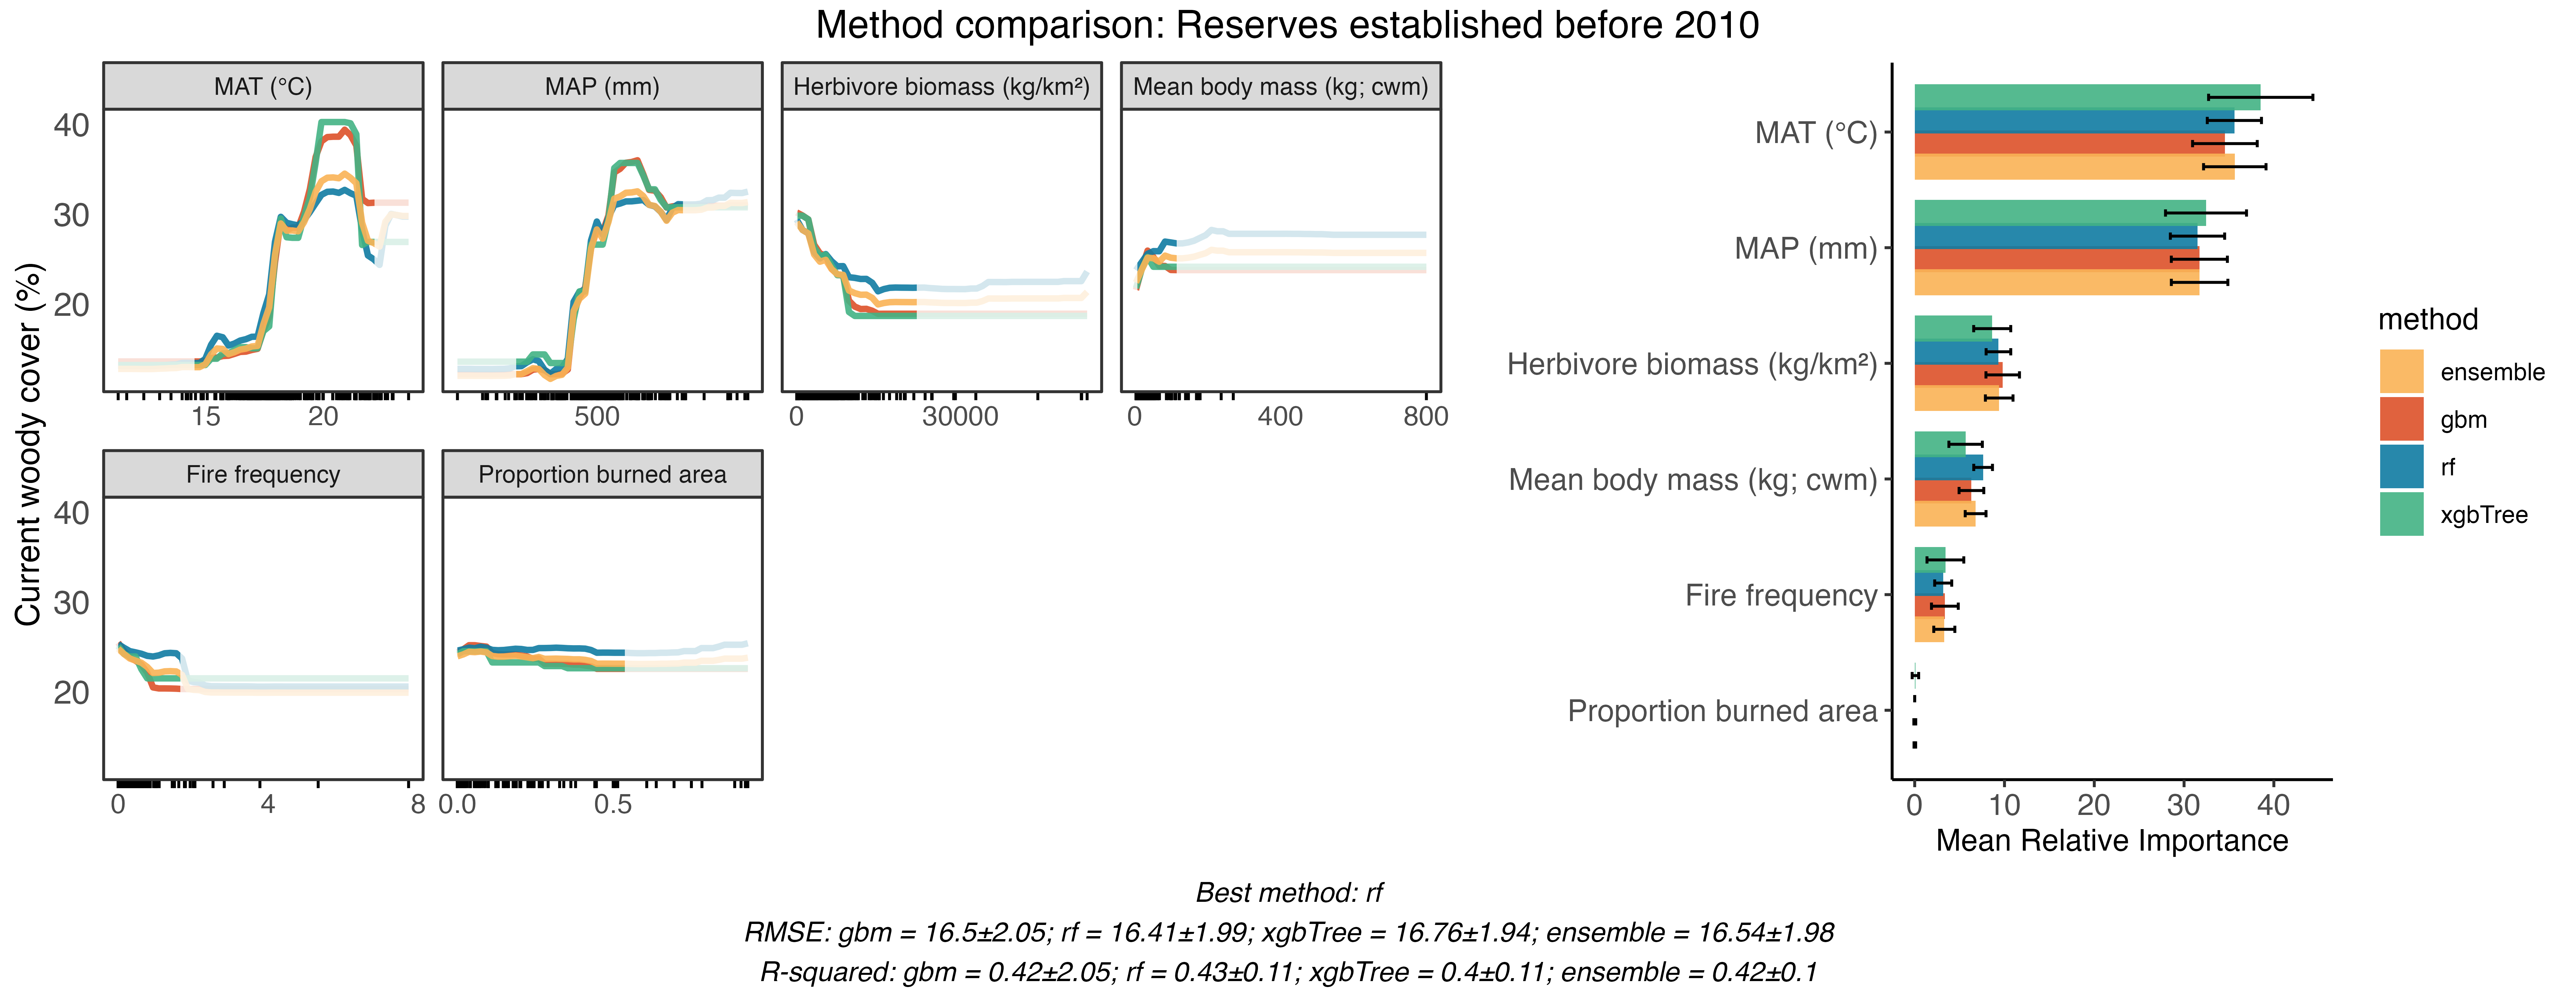 Method comparison: Reserves established before 2010
MAT (°C)
MAP (mm)
Herbivore biomass (kg/km²)
Mean body mass (kg; cwm)
Current woody cover (%)
40
30
20
15 20
500
0 30000
0 400 800
Fire frequency
Proportion burned area
40
30
20
0 4 8
0.0 0.5
MAT (°C)
MAP (mm)
Herbivore biomass (kg/km²)
Mean body mass (kg; cwm)
Fire frequency
Proportion burned area
0 10 20 30 40
Mean Relative Importance
method
ensemble
gbm
rf
xgbTree
Best method: rf
RMSE: gbm = 16.5±2.05; rf = 16.41±1.99; xgbTree = 16.76±1.94; ensemble = 16.54±1.98
R-squared: gbm = 0.42±2.05; rf = 0.43±0.11; xgbTree = 0.4±0.11; ensemble = 0.42±0.1